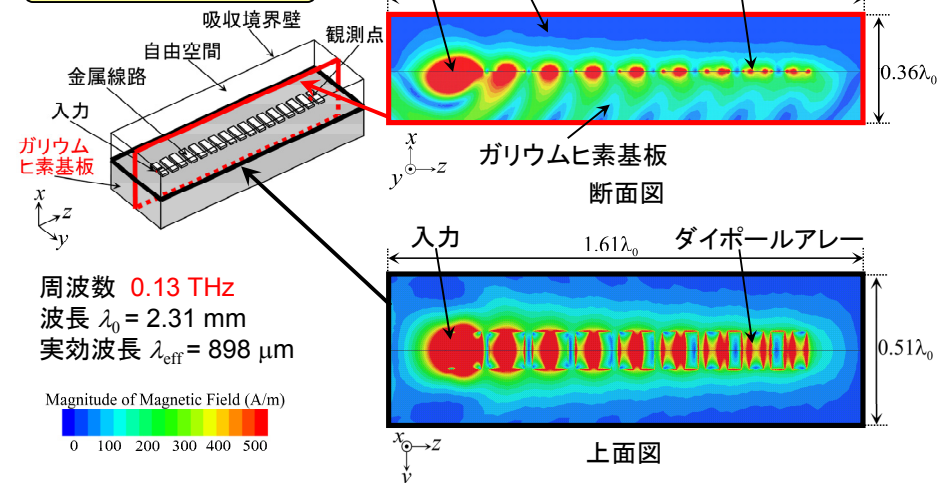 吸収境界壁
観測点
自由空間
金属線路
入力
ガリウム
ヒ素基板
x
z
y
0.36λ₀
x
y
z
ガリウムヒ素基板
断面図
入力
1.61λ₀
ダイポールアレー
周波数 0.13 THz
波長 λ₀ = 2.31 mm
実効波長 λeff = 898 μm
0.51λ₀
Magnitude of Magnetic Field (A/m)
0 100 200 300 400 500
x
z
y
上面図